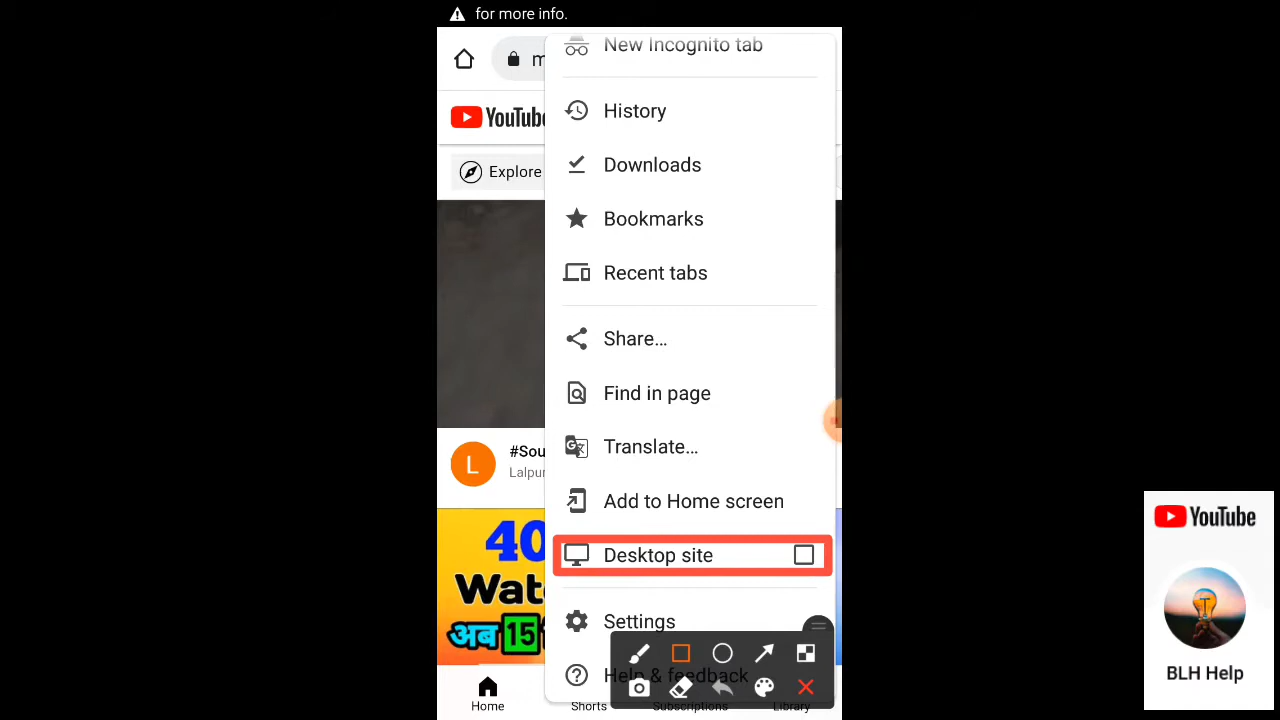 for more info.
New Incognito tab
m
YouTube
History
Explore
Downloads
Bookmarks
Recent tabs
Share...
Find in page
Translate...
#Sou
L
Lalpur
Add to Home screen
40
Desktop site
Wat
अब 15
Settings
Help & feedback
Home
Shorts
Subscriptions
Library
YouTube
BLH Help